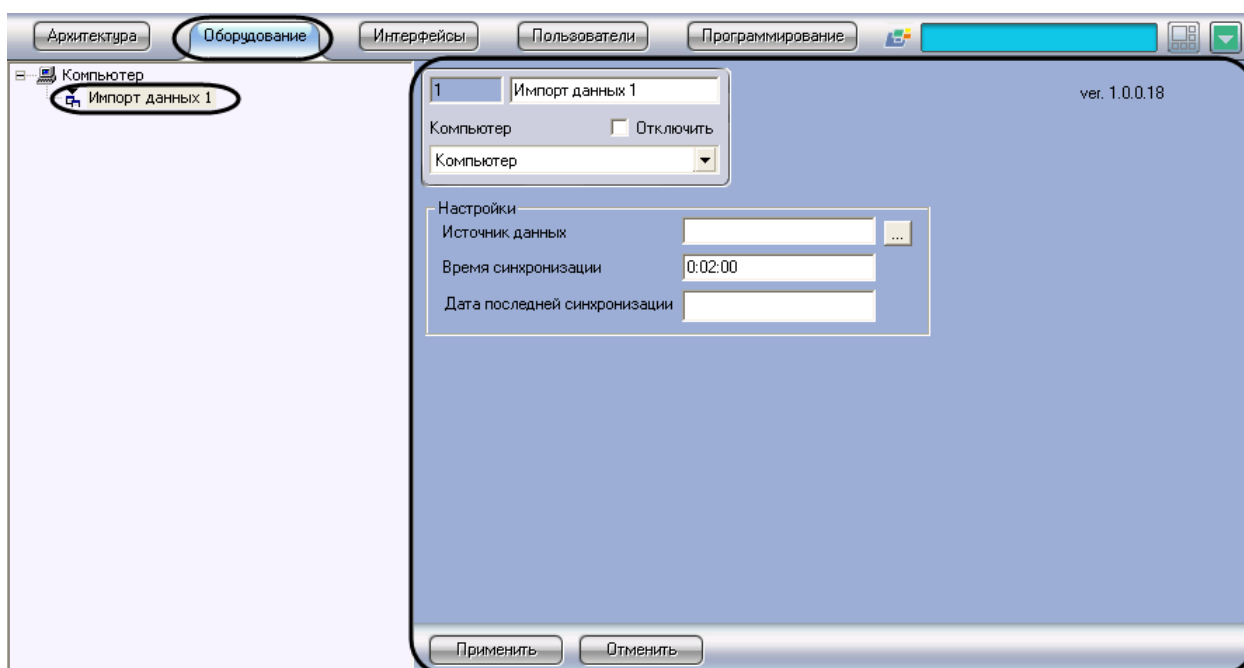 Архитектура Оборудование Интерфейсы Пользователи Программирование
Компьютер
Импорт данных 1
1 Импорт данных 1
ver. 1.0.0.18
Компьютер Отключить
Компьютер
Настройки
Источник данных ...
Время синхронизации 0:02:00
Дата последней синхронизации
Применить Отменить